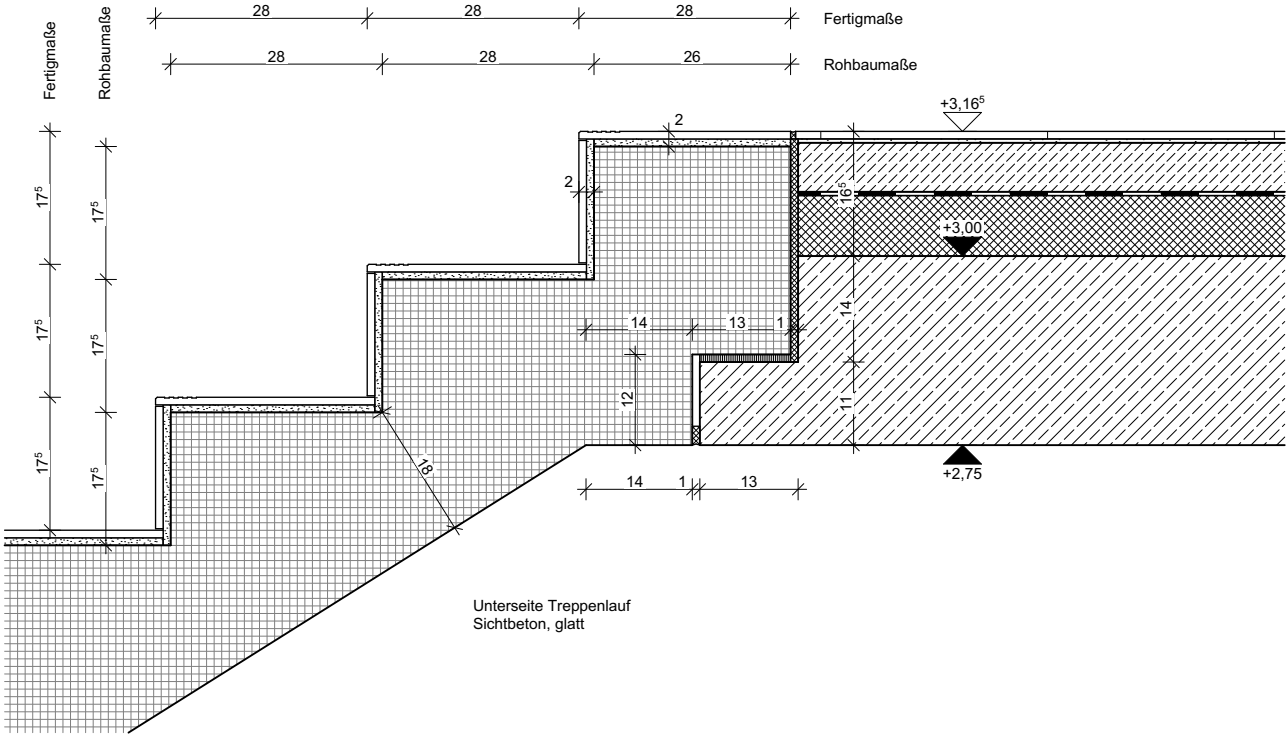 28 28 28 Fertigmaße
28 28 26 Rohbaumaße
Fertigmaße
Rohbaumaße
+3,16⁵
2
2
17⁵
17⁵
16⁵
+3,00
17⁵
17⁵
14 13 1
14
12
11
17⁵
17⁵
18
14 1 13
+2,75
Unterseite Treppenlauf
Sichtbeton, glatt